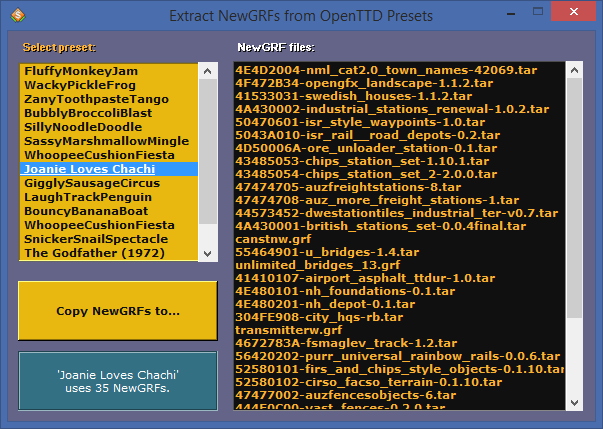 Extract NewGRFs from OpenTTD Presets
Select preset:
FluffyMonkeyJam
WackyPickleFrog
ZanyToothpasteTango
BubblyBroccoliBlast
SillyNoodleDoodle
SassyMarshmallowMingle
WhoopeeCushionFiesta
Joanie Loves Chachi
GigglySausageCircus
LaughTrackPenguin
BouncyBananaBoat
WhoopeeCushionFiesta
SnickerSnailSpectacle
The Godfather (1972)
Copy NewGRFs to...
'Joanie Loves Chachi'
uses 35 NewGRFs.
NewGRF files:
4E4D2004-nml_cat2.0_town_names-42069.tar
4F472B34-opengfx_landscape-1.1.2.tar
41533031-swedish_houses-1.1.2.tar
4A430002-industrial_stations_renewal-1.0.2.tar
50470601-isr_style_waypoints-1.0.tar
5043A010-isr_rail__road_depots-0.2.tar
4D50006A-ore_unloader_station-0.1.tar
43485053-chips_station_set-1.10.1.tar
43485054-chips_station_set_2-2.0.0.tar
47474705-auzfreightstations-8.tar
47474708-auz_more_freight_stations-1.tar
44573452-dwestationtiles_industrial_ter-v0.7.tar
4A430001-british_stations_set-0.0.4final.tar
canstnw.grf
55464901-u_bridges-1.4.tar
unlimited_bridges_13.grf
41410107-airport_asphalt_ttdur-1.0.tar
4E480101-nh_foundations-0.1.tar
4E480201-nh_depot-0.1.tar
304FE908-city_hqs-rb.tar
transmitterw.grf
4672783A-fsmaglev_track-1.2.tar
56420202-purr_universal_rainbow_rails-0.0.6.tar
52580101-firs_and_chips_style_objects-0.1.10.tar
52580102-cirso_facso_terrain-0.1.10.tar
47477002-auzfencesobjects-6.tar
444E0C00-vast_fences-0.2.0.tar